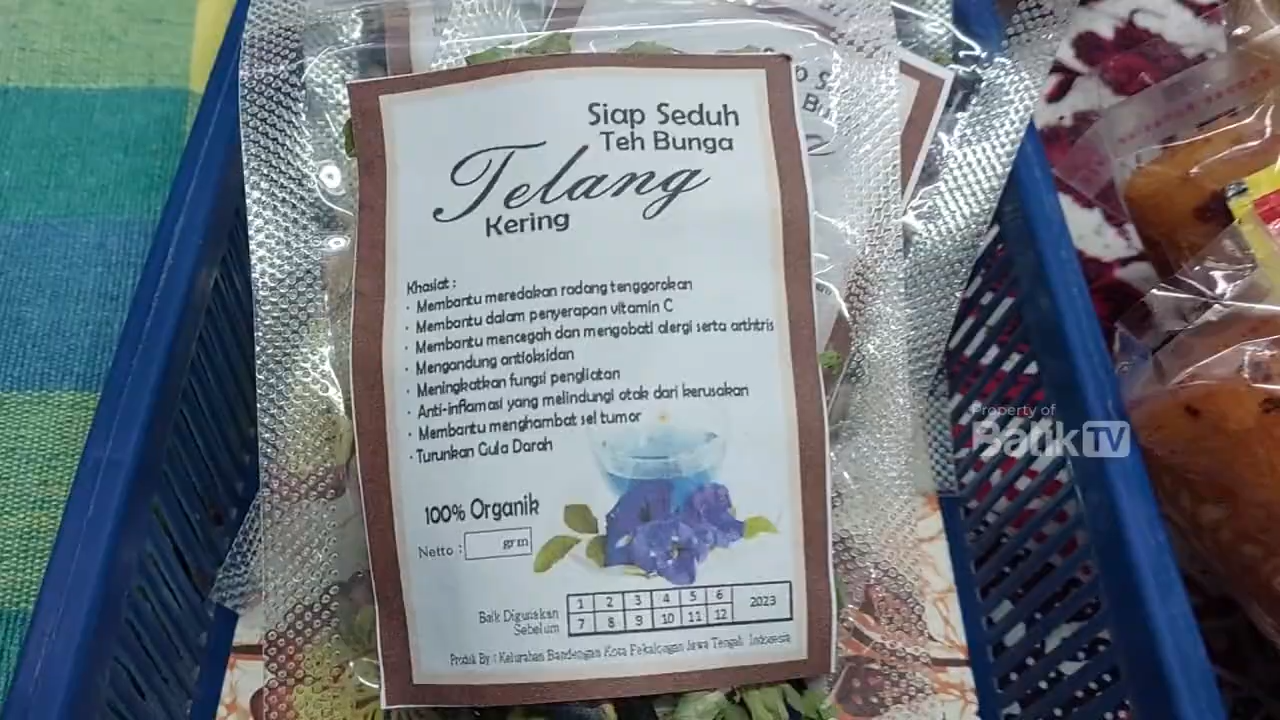 Siap Seduh
Teh Bunga
Telang
Kering
Khasiat :
· Membantu meredakan radang tenggorokan
· Membantu dalam penyerapan vitamin C
· Membantu mencegah dan mengobati alergi serta arthtris
· Mengandung antioksidan
· Meningkatkan fungsi pengliatan
· Anti-inflamasi yang melindungi otak dari kerusakan
· Membantu menghambat sel tumor
· Turunkan Gula Darah
100% Organik
Netto : grm
Baik Digunakan
Sebelum
1 2 3 4 5 6 2023
7 8 9 10 11 12
Produk By : Kelurahan Bandengan Kota Pekalongan Jawa Tengah Indonesia
Property of
Batik TV